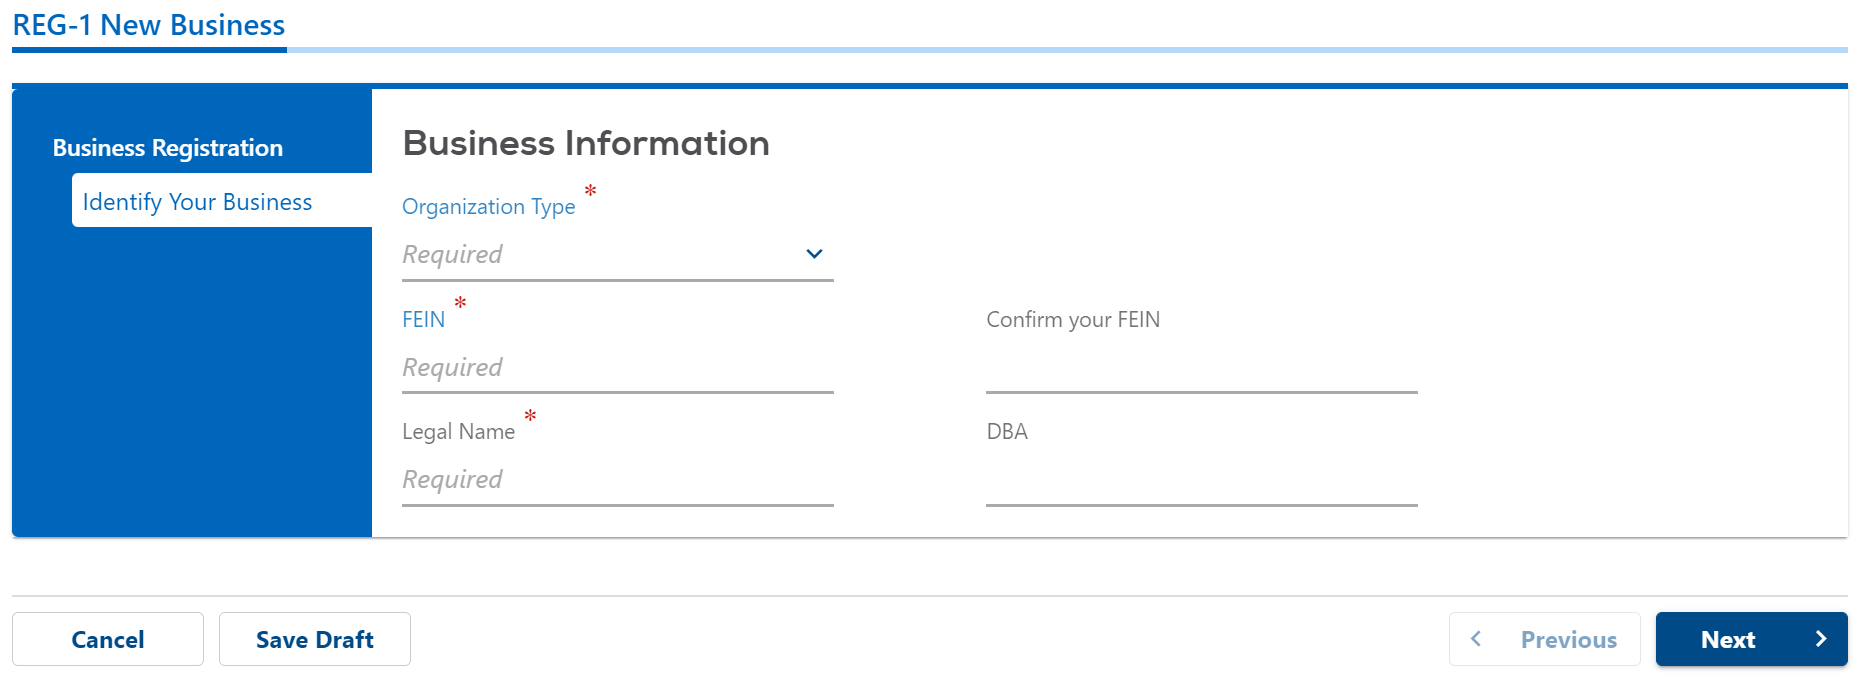 REG-1 New Business
Business Registration
Identify Your Business
Business Information
Organization Type *
Required
FEIN *
Required
Confirm your FEIN
Legal Name *
Required
DBA
Cancel
Save Draft
Previous
Next